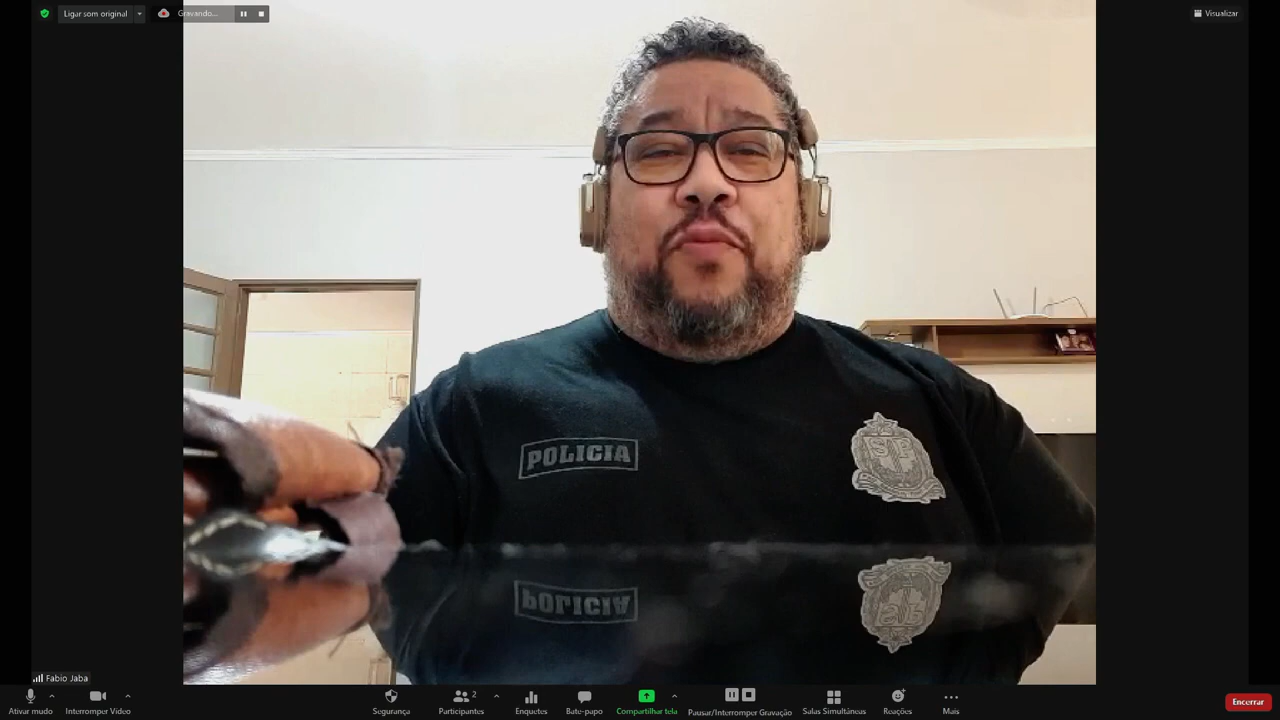 Ligar som original
Gravando...
Visualizar
POLICIA
SP
Fabio Jaba
Ativar mudo
Interromper Vídeo
Segurança
Participantes
2
Enquetes
Bate-papo
Compartilhar tela
Pausar/Interromper Gravação
Salas Simultâneas
Reações
Mais
Encerrar